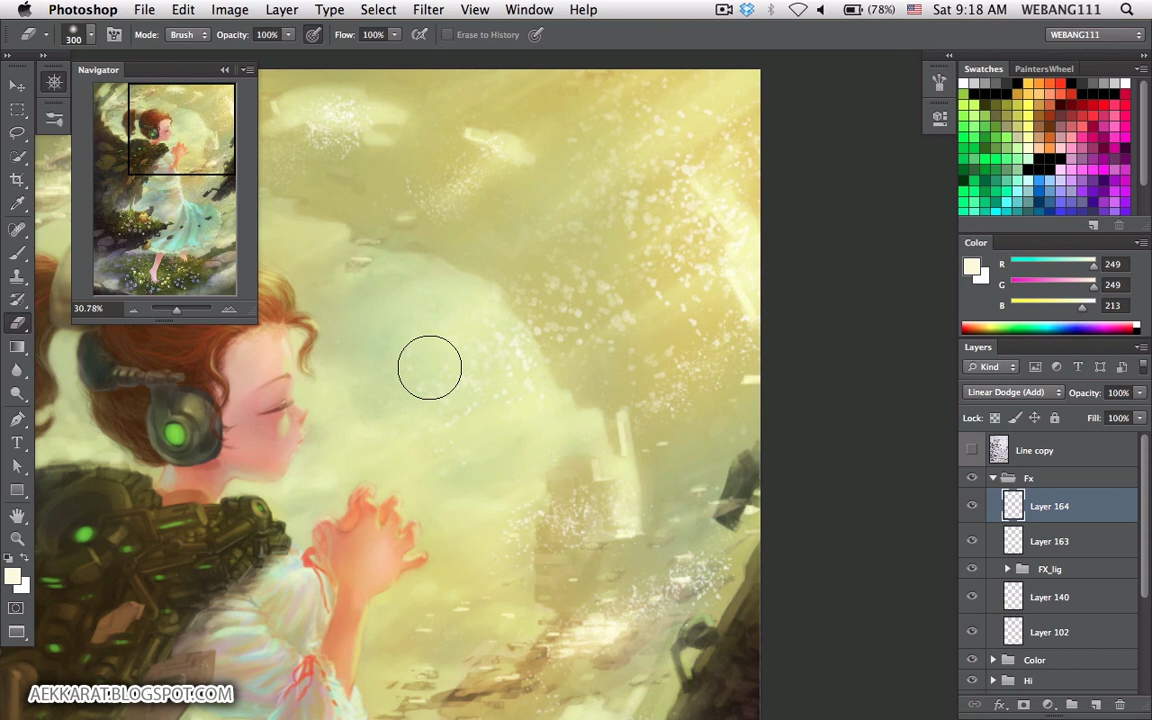 Photoshop File Edit Image Layer Type Select Filter View Window Help (78%) Sat 9:18 AM WEBANG111
300 Mode: Brush Opacity: 100% Flow: 100% Erase to History WEBANG111
Navigator
30.78%
Swatches PaintersWheel
Color
R 249
G 249
B 213
Layers
Kind
Linear Dodge (Add) Opacity: 100%
Lock: Fill: 100%
Line copy
Fx
Layer 164
Layer 163
FX_lig
Layer 140
Layer 102
Color
Hi
AEKKARAT.BLOGSPOT.COM